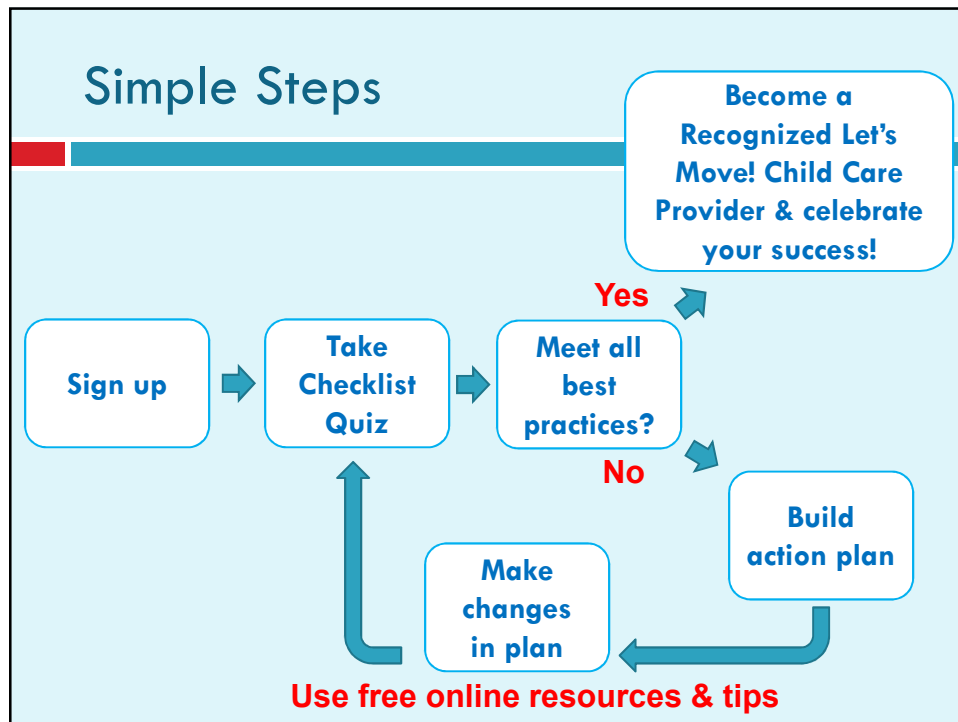 Simple Steps
Become a
Recognized Let’s
Move! Child Care
Provider & celebrate
your success!
Yes
Sign up
Take
Checklist
Quiz
Meet all
best
practices?
No
Build
action plan
Make
changes
in plan
Use free online resources & tips